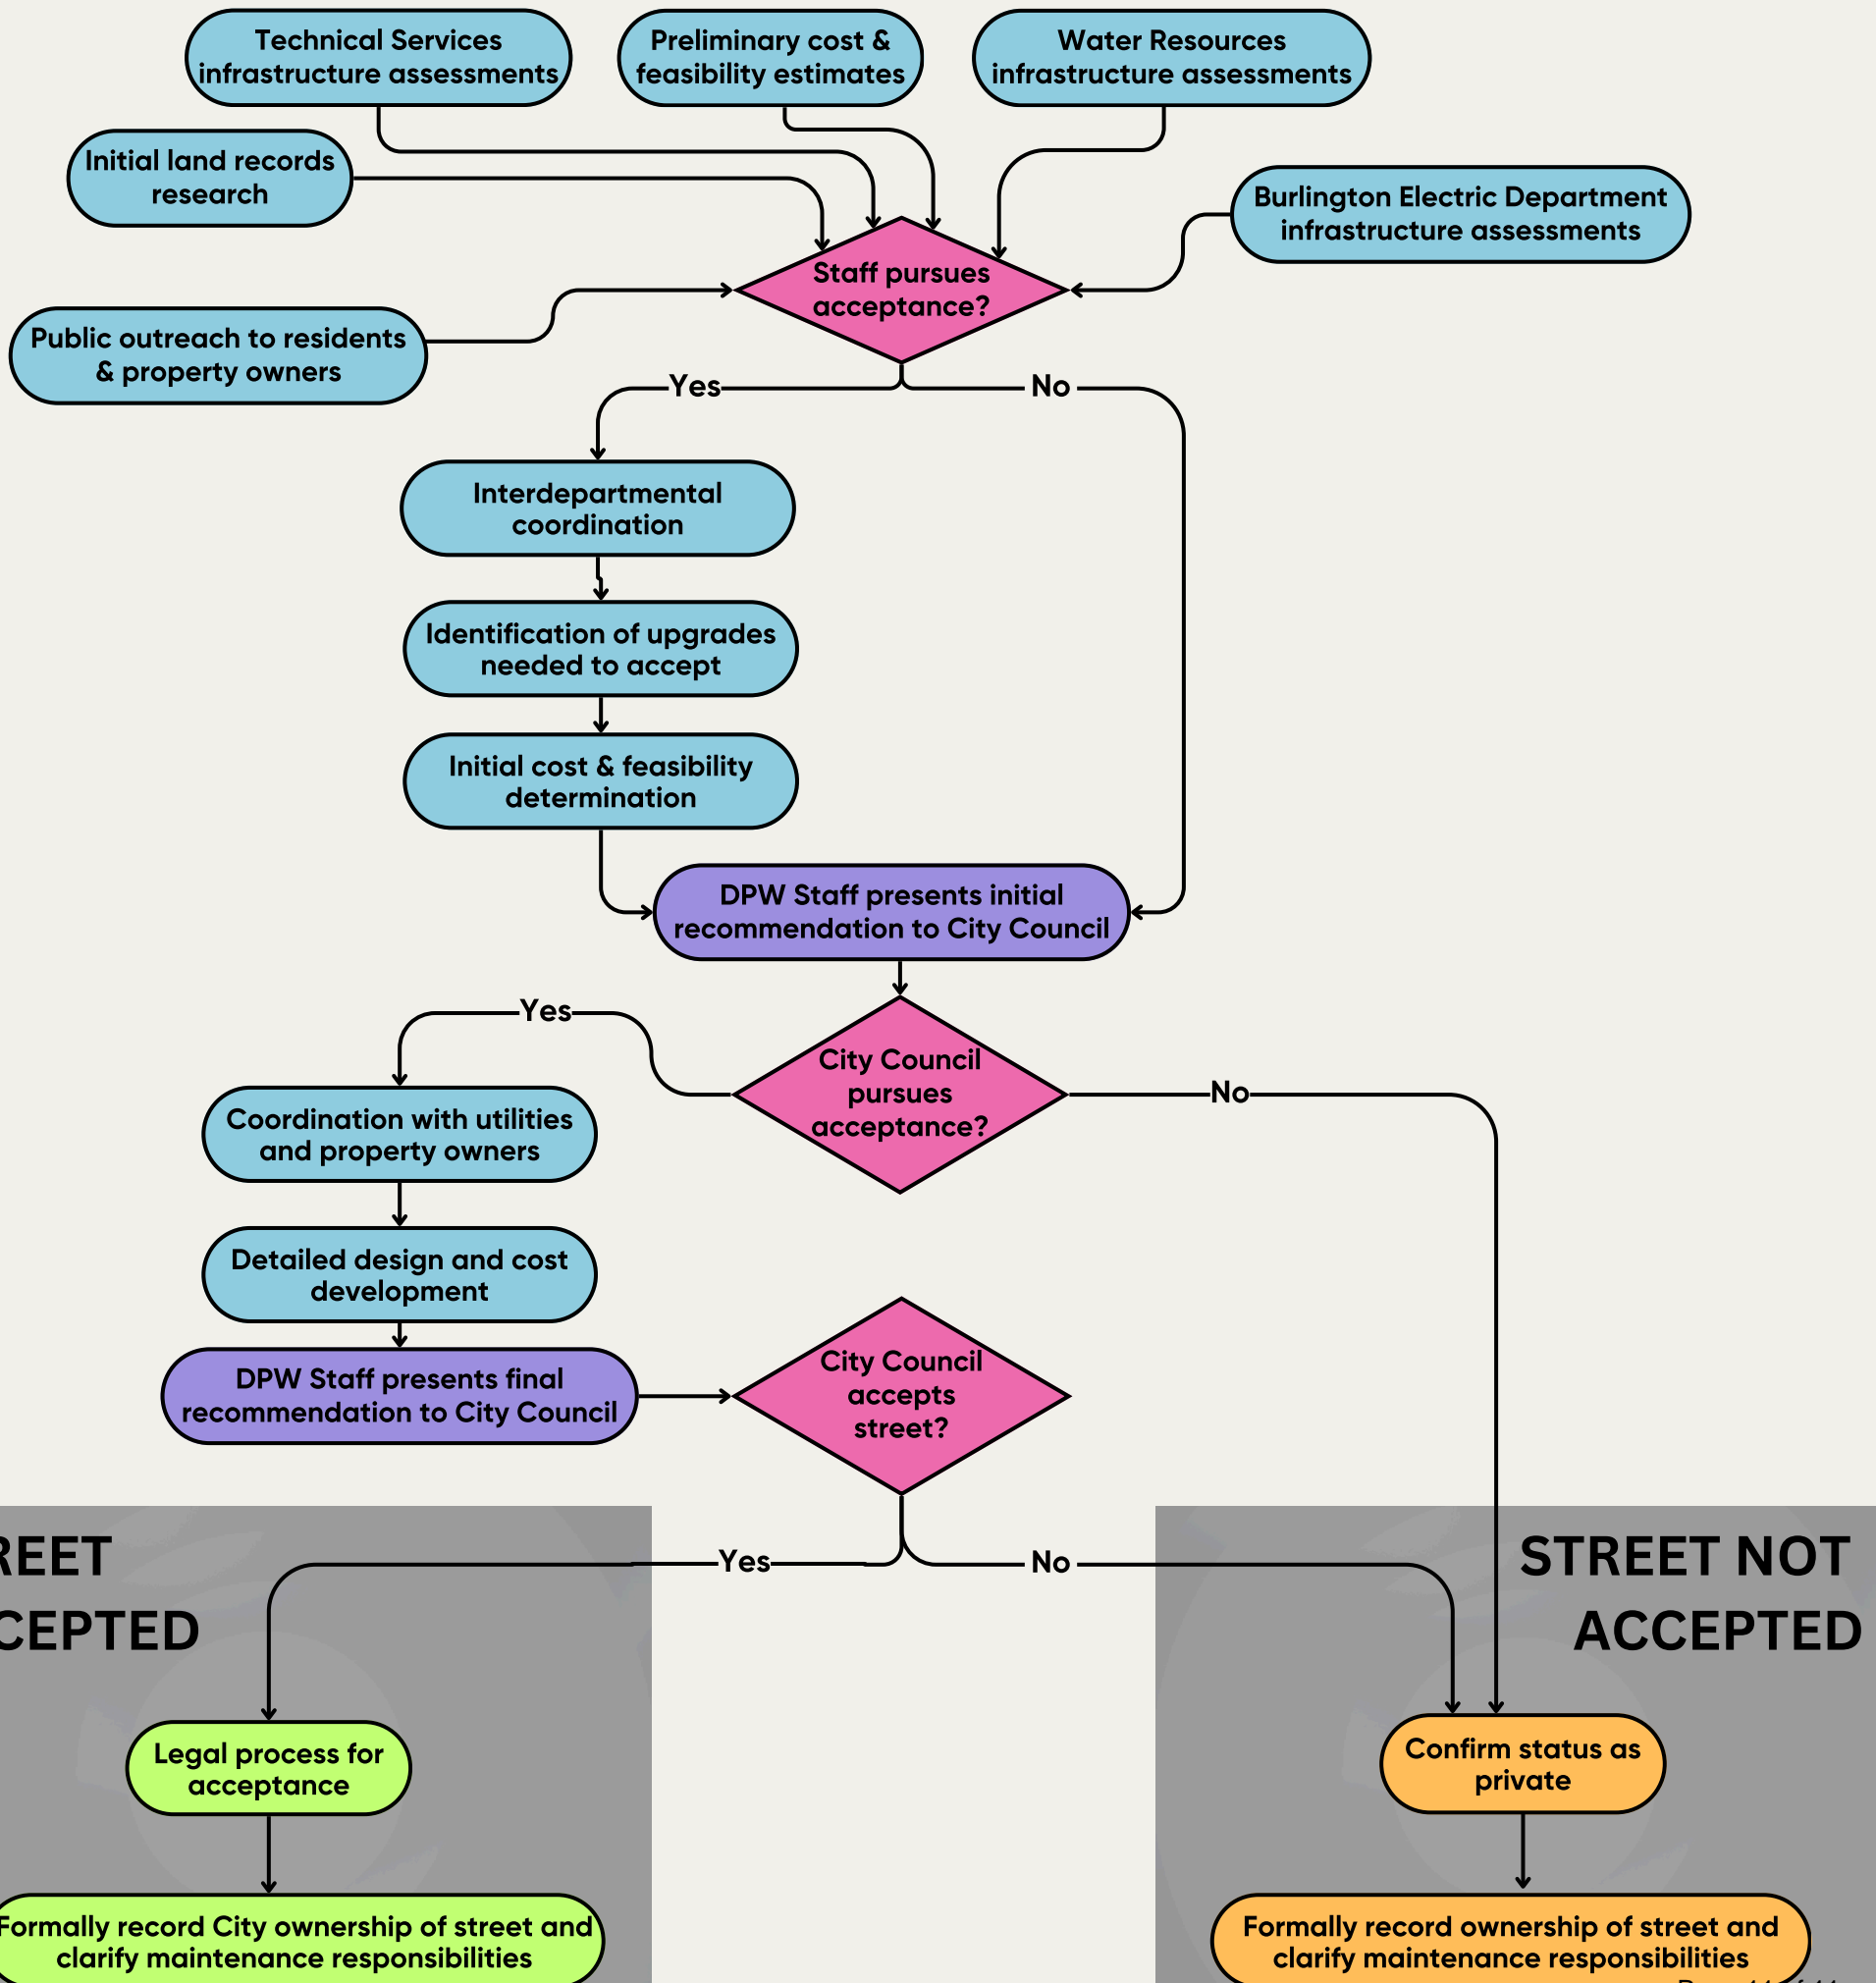 Technical Services
infrastructure assessments
Preliminary cost &
feasibility estimates
Water Resources
infrastructure assessments
Initial land records
research
Burlington Electric Department
infrastructure assessments
Staff pursues
acceptance?
Public outreach to residents
& property owners
Yes
No
Interdepartmental
coordination
Identification of upgrades
needed to accept
Initial cost & feasibility
determination
DPW Staff presents initial
recommendation to City Council
Yes
City Council
pursues
acceptance?
No
Coordination with utilities
and property owners
Detailed design and cost
development
DPW Staff presents final
recommendation to City Council
City Council
accepts
street?
REET
CEPTED
Yes
No
STREET NOT
ACCEPTED
Legal process for
acceptance
Confirm status as
private
Formally record City ownership of street and
clarify maintenance responsibilities
Formally record ownership of street and
clarify maintenance responsibilities